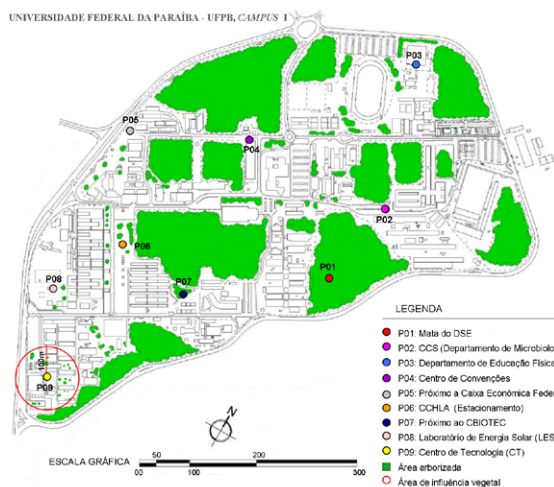 UNIVERSIDADE FEDERAL DA PARAÍBA - UFPB, CAMPUS I
P03
P05
P04
P02
P06
P01
P08
P07
100m
P09
N
LEGENDA
P01: Mata do DSE
P02: CCS (Departamento de Microbiolo
P03: Departamento de Educação Física
P04: Centro de Convenções
P05: Próximo a Caixa Econômica Feder
P06: CCHLA (Estacionamento)
P07: Próximo ao CBIOTEC
P08: Laboratório de Energia Solar (LES
P09: Centro de Tecnologia (CT)
Área arborizada
Área de influência vegetal
ESCALA GRÁFICA
50 200
00 100 300